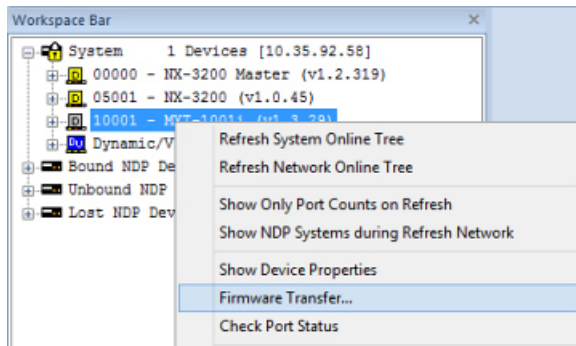 Workspace Bar
System 1 Devices [10.35.92.58]
00000 - NX-3200 Master (v1.2.319)
05001 - NX-3200 (v1.0.45)
10001 - MXT-1001i (v1.3.29)
Dynamic/V
Bound NDP De
Unbound NDP
Lost NDP Dev
Refresh System Online Tree
Refresh Network Online Tree
Show Only Port Counts on Refresh
Show NDP Systems during Refresh Network
Show Device Properties
Firmware Transfer...
Check Port Status